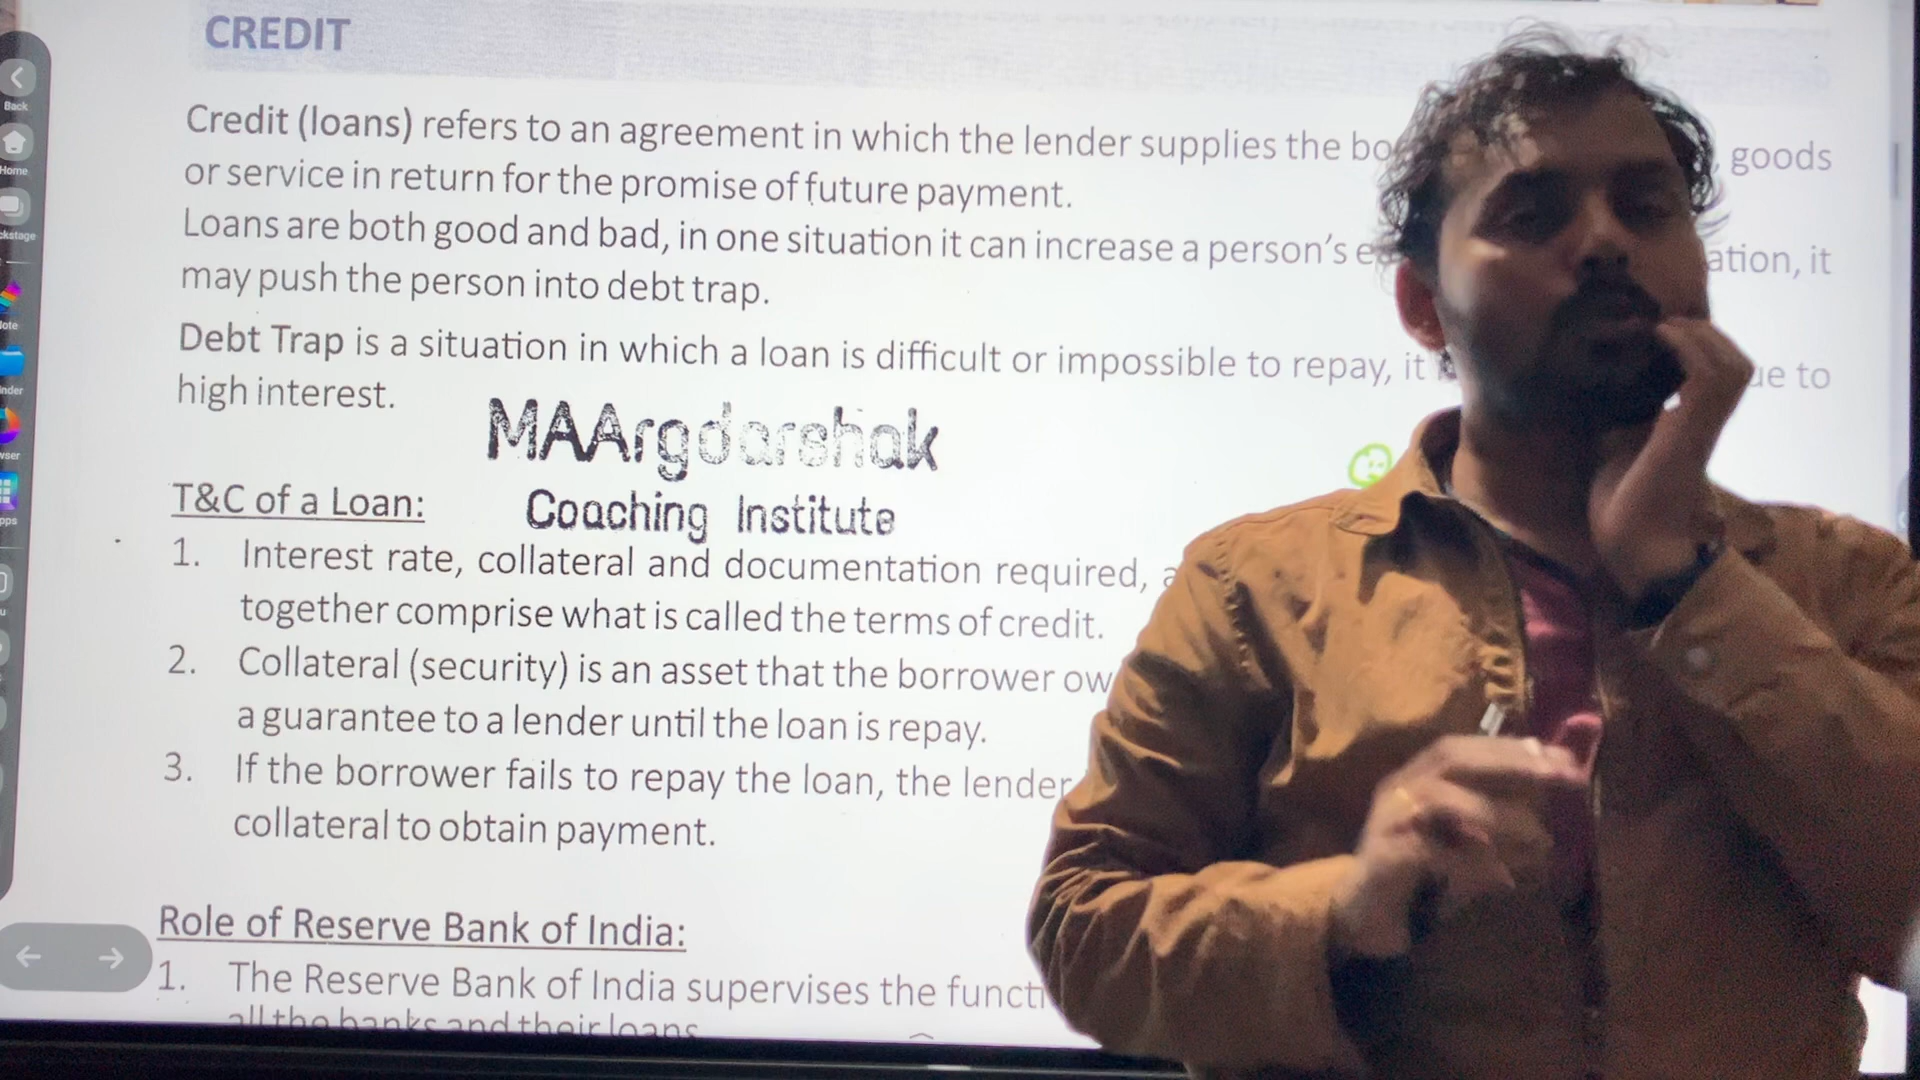 CREDIT
Credit (loans) refers to an agreement in which the lender supplies the goods
or service in return for the promise of future payment.
Loans are both good and bad, in one situation it can increase a person's it
may push the person into debt trap.
Debt Trap is a situation in which a loan is difficult or impossible to repay, it to
high interest.
MAArgdarshak
Coaching Institute
T&C of a Loan:
1. Interest rate, collateral and documentation required,
together comprise what is called the terms of credit.
2. Collateral (security) is an asset that the borrower
a guarantee to a lender until the loan is repay.
3. If the borrower fails to repay the loan, the lender
collateral to obtain payment.
Role of Reserve Bank of India:
1. The Reserve Bank of India supervises the
all the banks and their loans
Back
Home